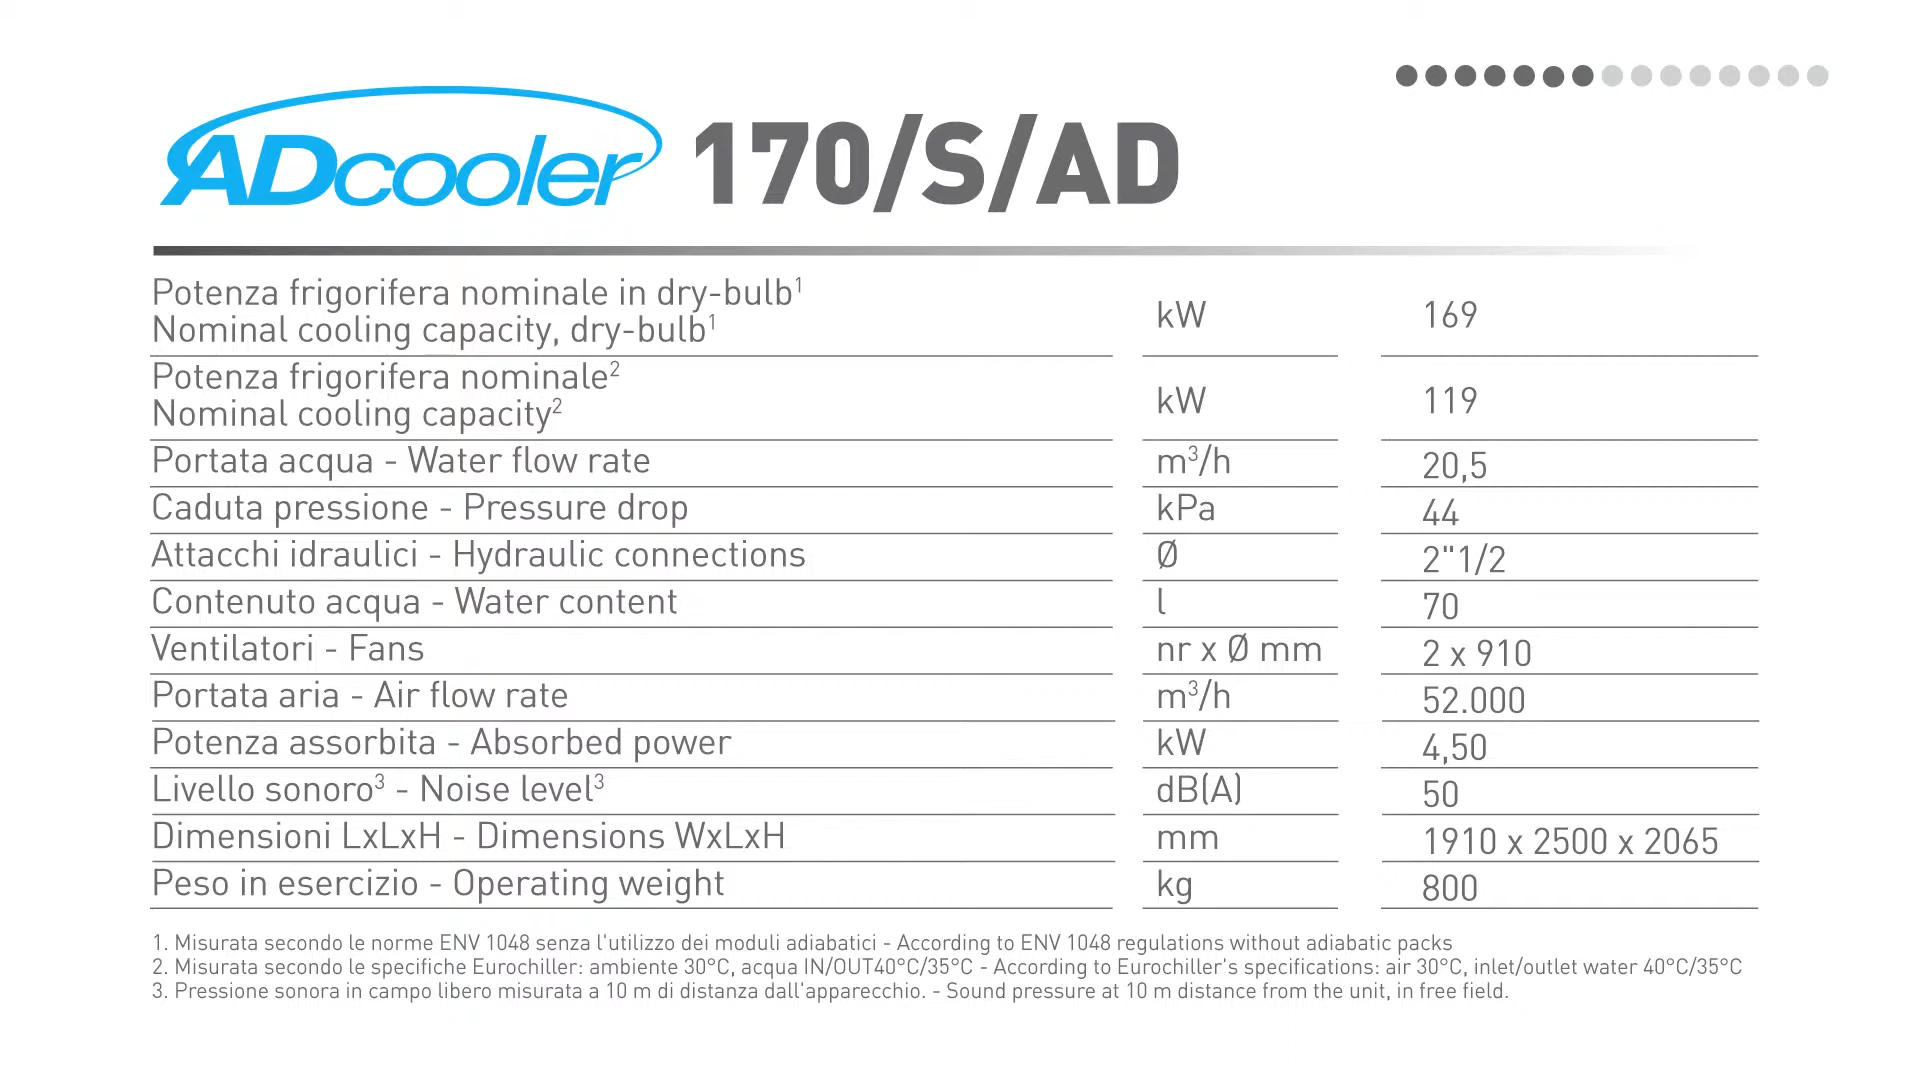 ADcooler 170/S/AD
Potenza frigorifera nominale in dry-bulb¹
Nominal cooling capacity, dry-bulb¹ kW 169
Potenza frigorifera nominale²
Nominal cooling capacity² kW 119
Portata acqua - Water flow rate m³/h 20,5
Caduta pressione - Pressure drop kPa 44
Attacchi idraulici - Hydraulic connections Ø 2"1/2
Contenuto acqua - Water content l 70
Ventilatori - Fans nr x Ø mm 2 x 910
Portata aria - Air flow rate m³/h 52.000
Potenza assorbita - Absorbed power kW 4,50
Livello sonoro³ - Noise level³ dB(A) 50
Dimensioni LxLxH - Dimensions WxLxH mm 1910 x 2500 x 2065
Peso in esercizio - Operating weight kg 800
1. Misurata secondo le norme ENV 1048 senza l'utilizzo dei moduli adiabatici - According to ENV 1048 regulations without adiabatic packs
2. Misurata secondo le specifiche Eurochiller: ambiente 30°C, acqua IN/OUT40°C/35°C - According to Eurochiller's specifications: air 30°C, inlet/outlet water 40°C/35°C
3. Pressione sonora in campo libero misurata a 10 m di distanza dall'apparecchio. - Sound pressure at 10 m distance from the unit, in free field.